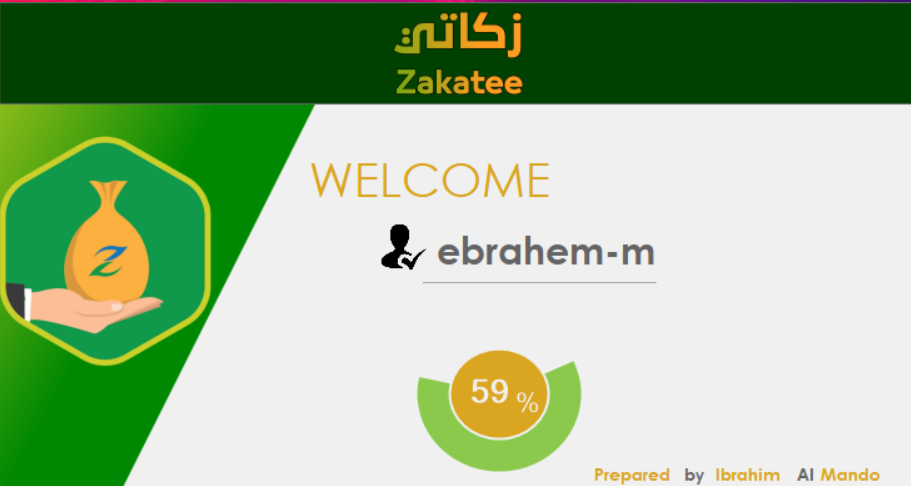 زكاتي
Zakatee
WELCOME
ebrahem-m
59 %
Prepared by Ibrahim Al Mando